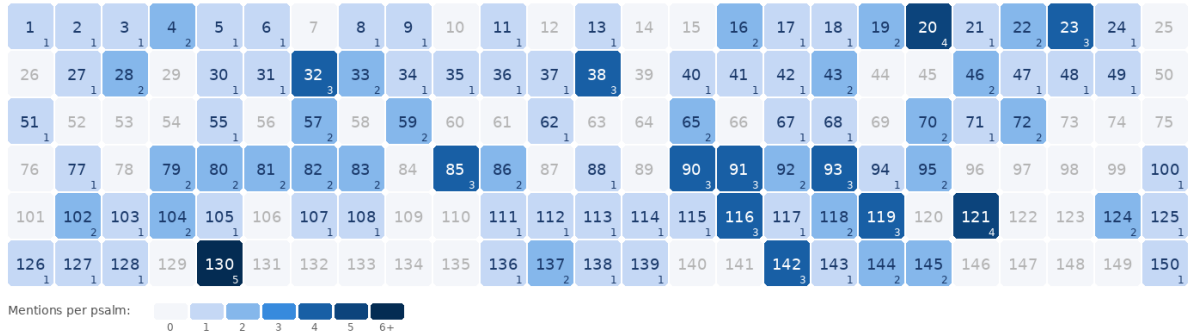 1 2 3 4 5 6 7 8 9 10 11 12 13 14 15 16 17 18 19 20 21 22 23 24 25
1 1 1 2 1 1 1 1 1 1 2 1 1 2 4 1 2 3 1
26 27 28 29 30 31 32 33 34 35 36 37 38 39 40 41 42 43 44 45 46 47 48 49 50
1 2 1 1 3 2 1 1 1 1 3 1 1 1 2 2 1 1 1
51 52 53 54 55 56 57 58 59 60 61 62 63 64 65 66 67 68 69 70 71 72 73 74 75
1 1 2 2 1 2 1 1 2 1 2
76 77 78 79 80 81 82 83 84 85 86 87 88 89 90 91 92 93 94 95 96 97 98 99 100
1 2 2 2 2 2 3 2 1 3 3 2 3 1 2 1
101 102 103 104 105 106 107 108 109 110 111 112 113 114 115 116 117 118 119 120 121 122 123 124 125
2 1 2 1 1 1 1 1 1 1 1 3 1 2 3 4 2 1
126 127 128 129 130 131 132 133 134 135 136 137 138 139 140 141 142 143 144 145 146 147 148 149 150
1 1 1 5 1 2 1 1 3 1 2 2 1
Mentions per psalm:
0 1 2 3 4 5 6+
0 1 2 3 4 5 6+